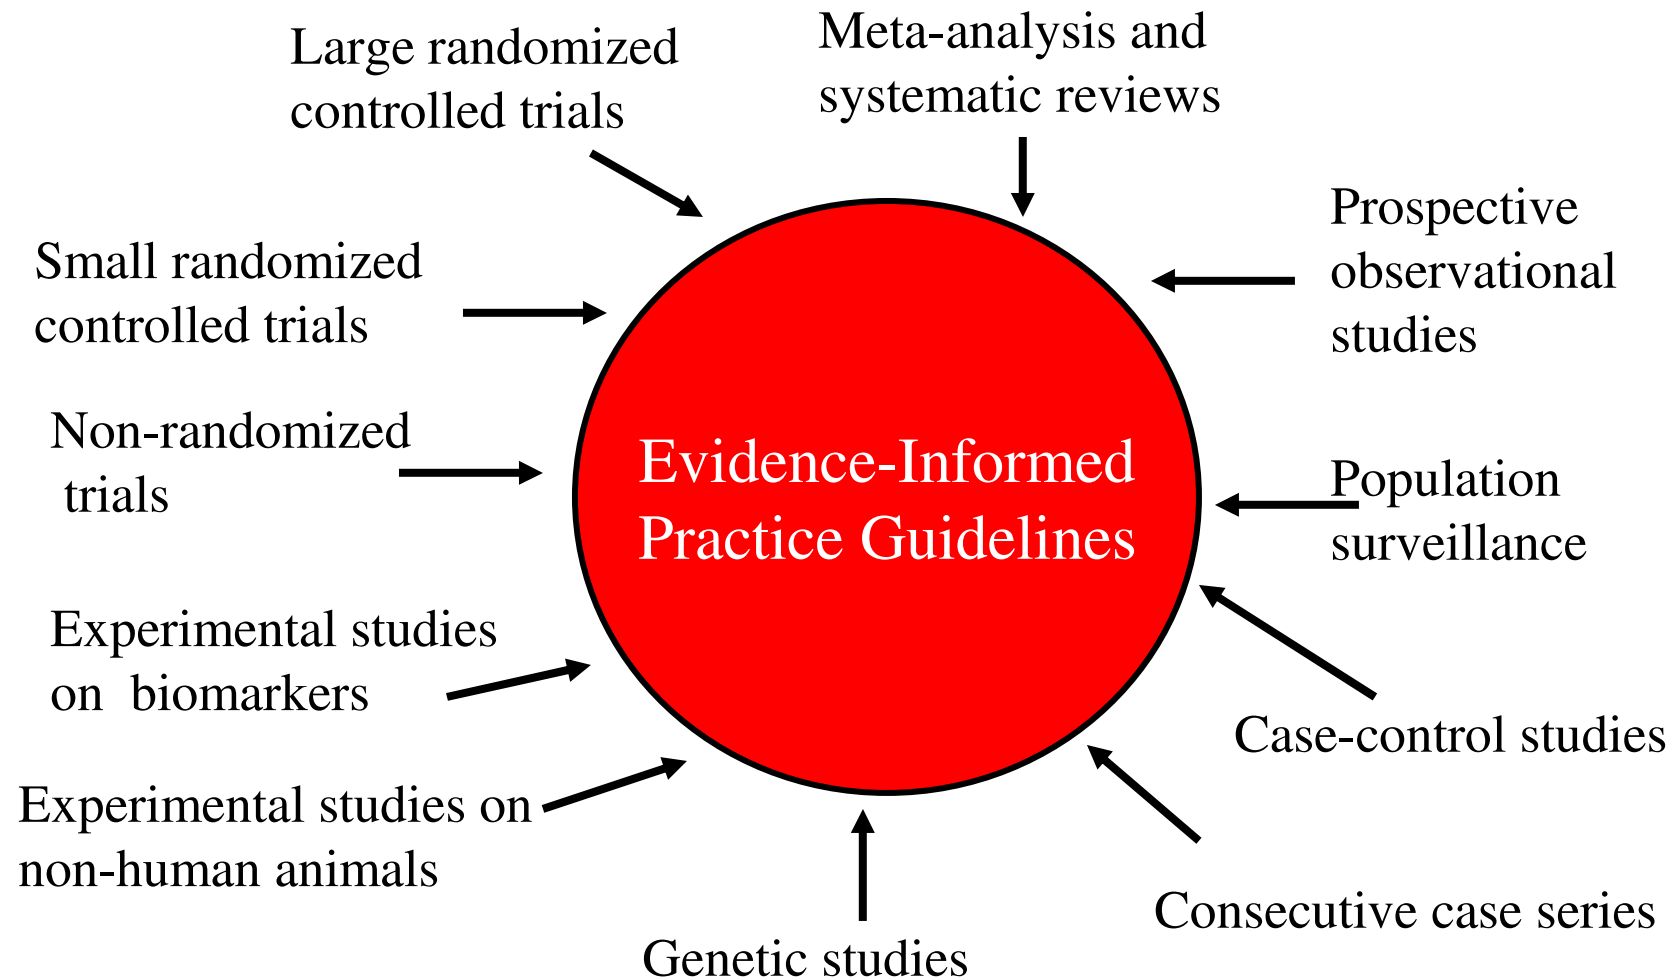 Large randomized
controlled trials
Meta-analysis and
systematic reviews
Small randomized
controlled trials
Prospective
observational
studies
Non-randomized
trials
Evidence-Informed
Practice Guidelines
Population
surveillance
Experimental studies
on biomarkers
Case-control studies
Experimental studies on
non-human animals
Consecutive case series
Genetic studies